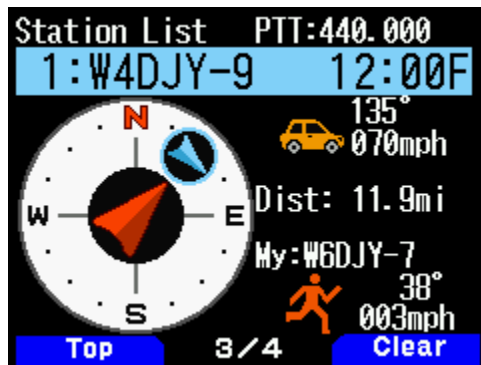 Station List PTT:440.000
1:W4DJY-9 12:00F
N
135°
070mph
W E
Dist: 11.9mi
My:W6DJY-7
38°
S
003mph
Top 3/4 Clear